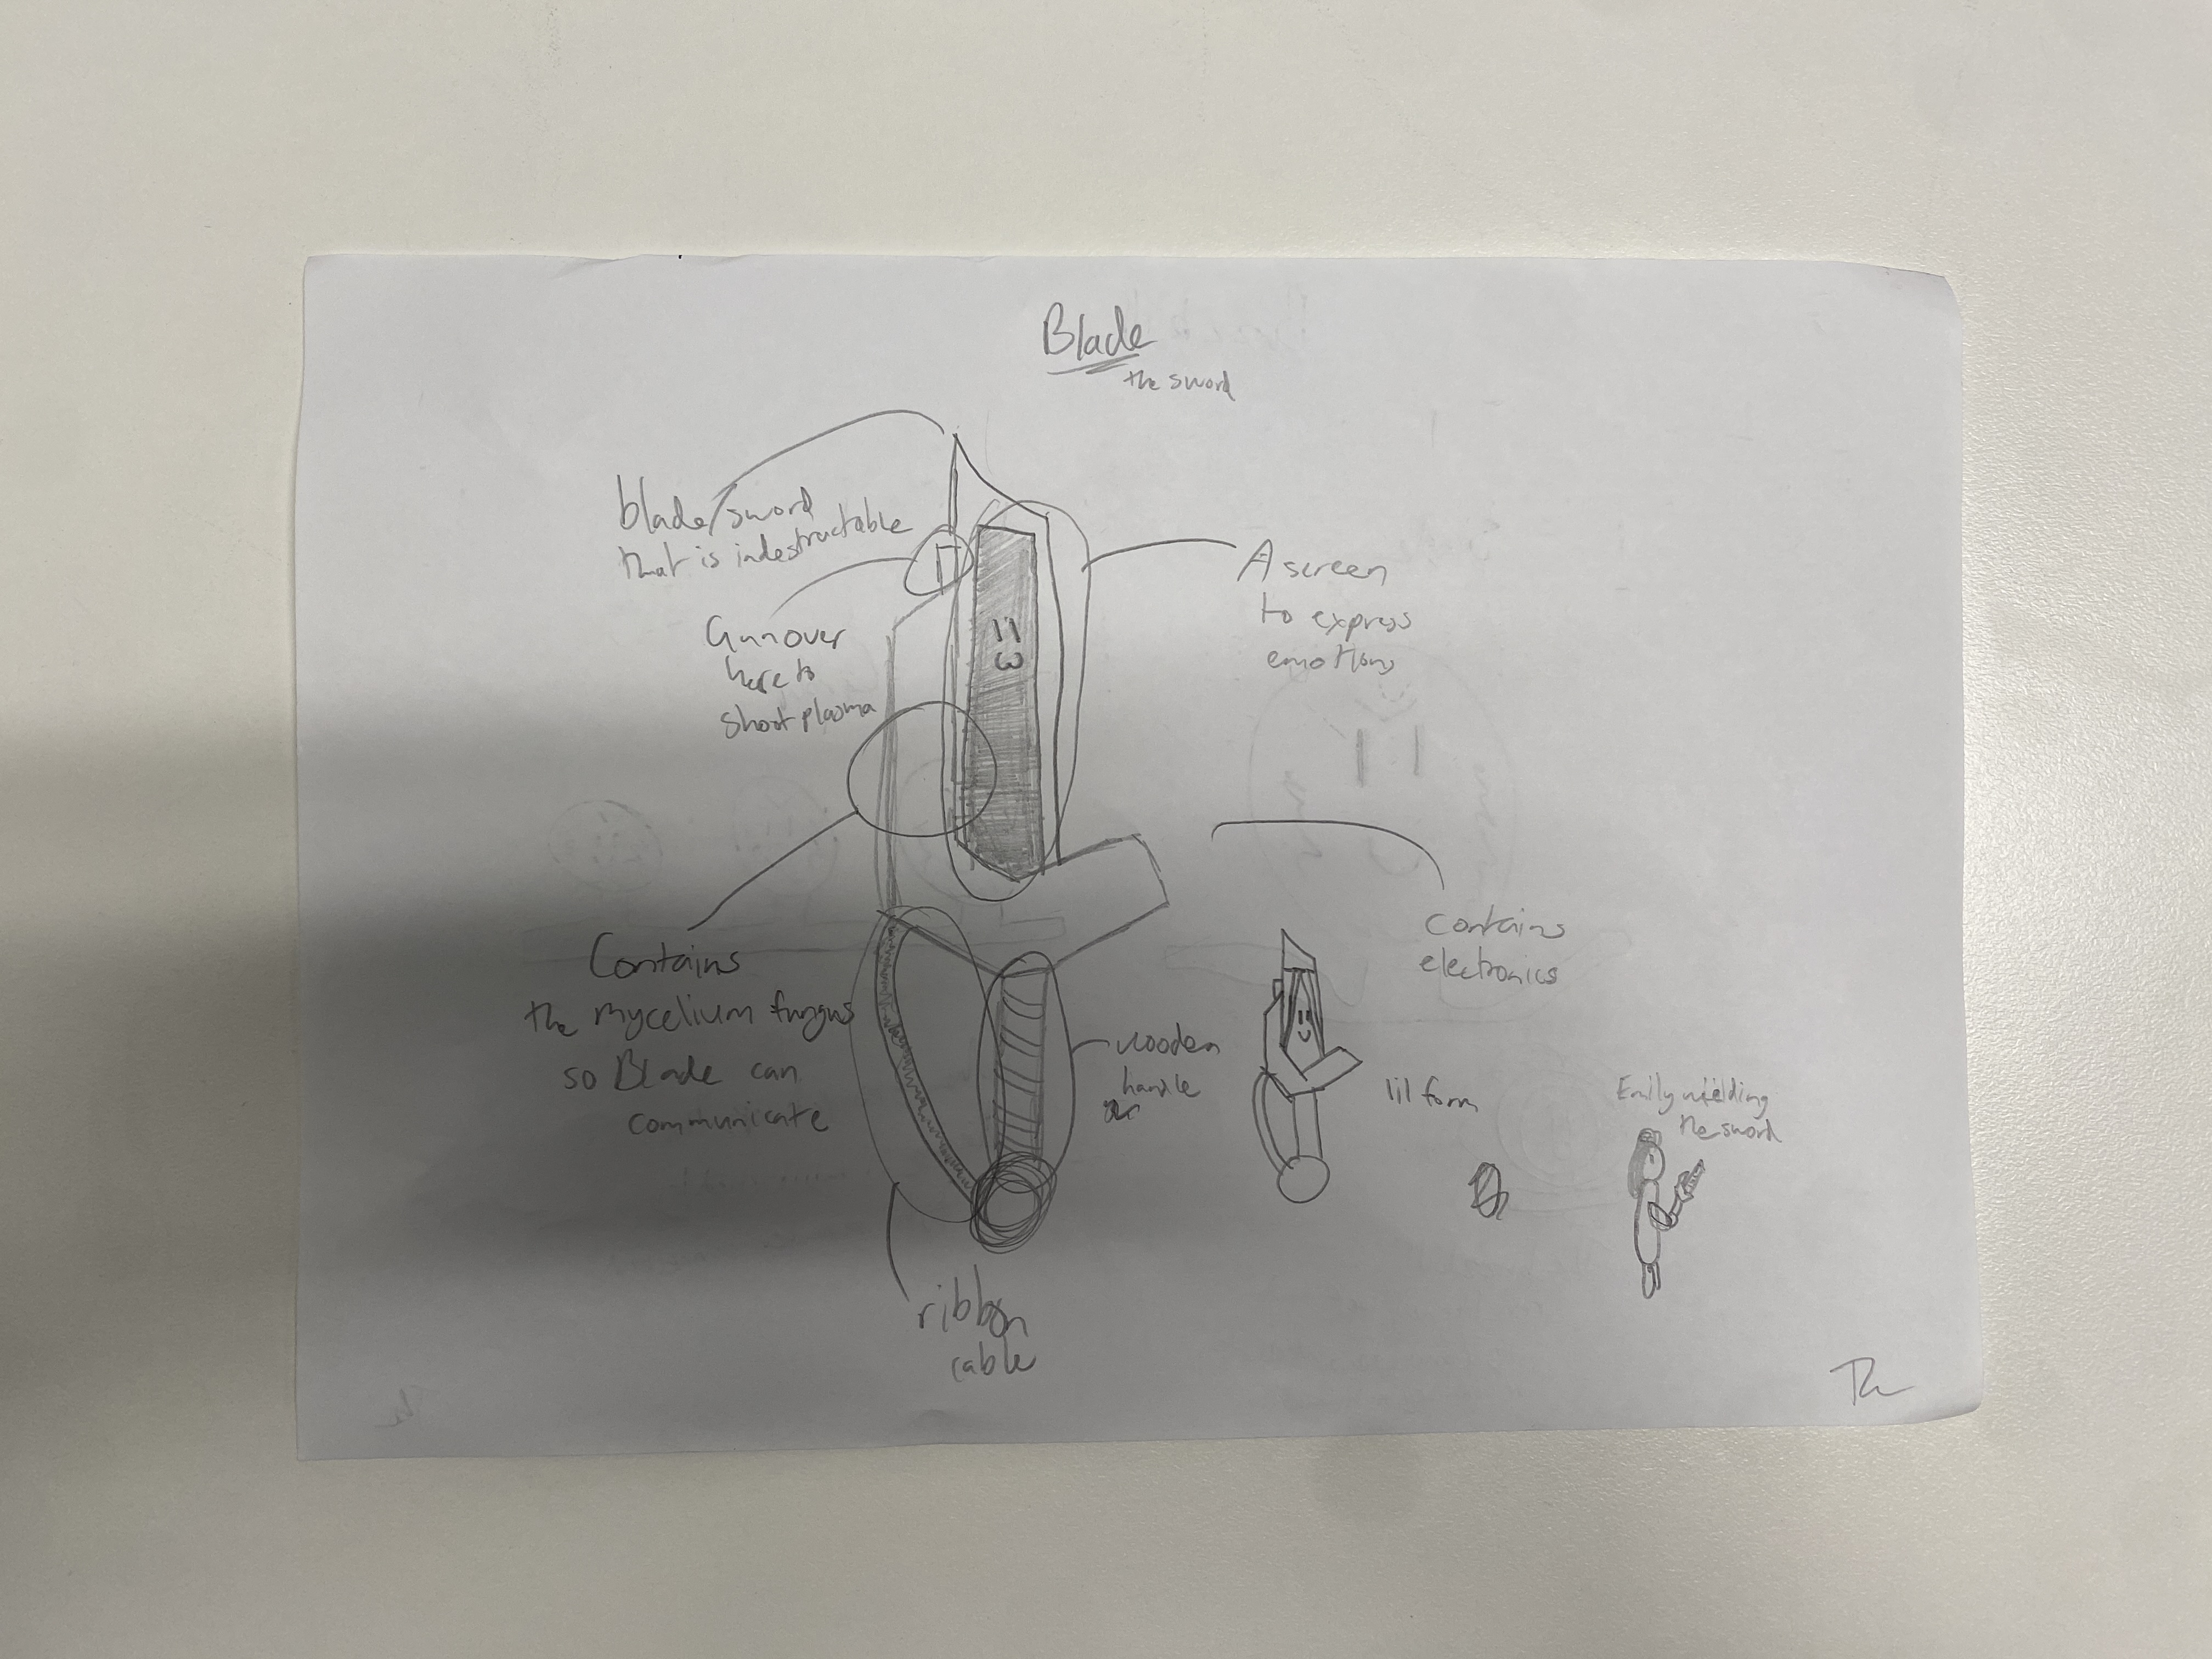 Blade
the sword
blade/sword
that is indestructable
Gun over
here to
shoot plasma
A screen
to express
emotions
Contains
the mycelium fungus
so Blade can
communicate
contains
electronics
wooden
handle
lil form
Emily wielding
the sword
ribbon
cable